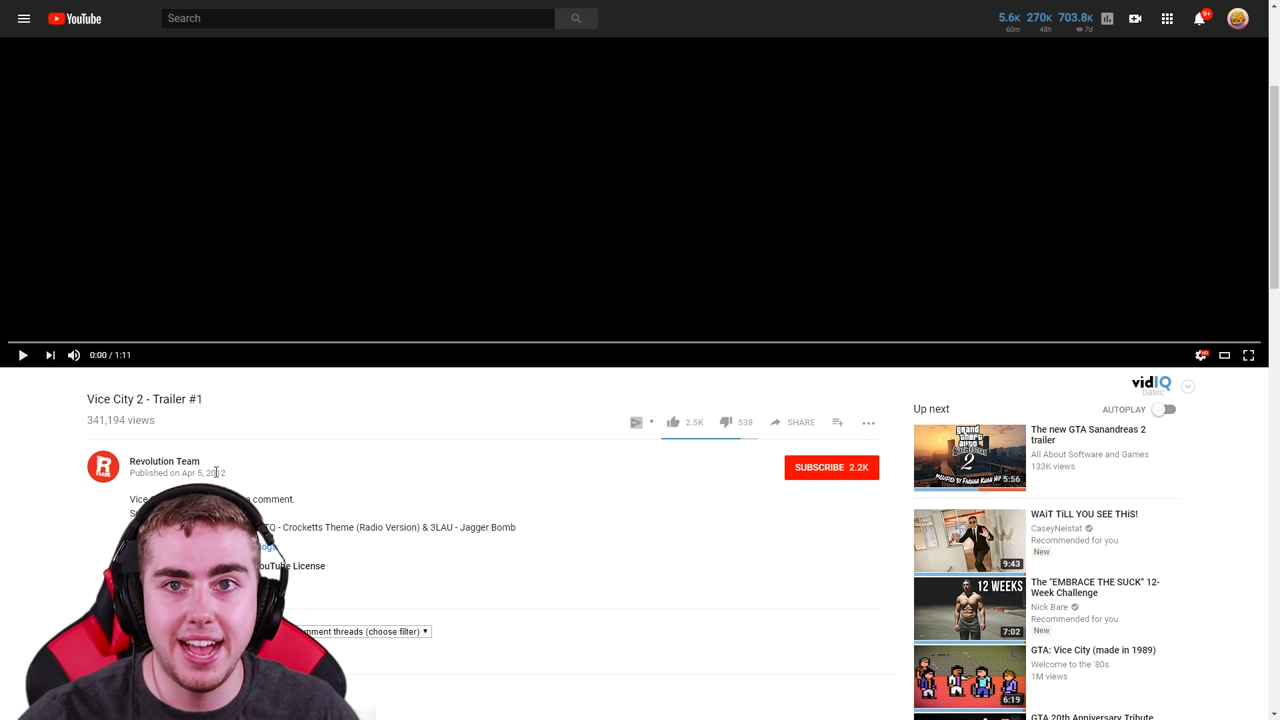 YouTube
Search
5.6K 270K 703.8K
60m 48h 7d
9+
0:00 / 1:11
HD
Vice City 2 - Trailer #1
341,194 views
2.5K 538 SHARE
Revolution Team
Published on Apr 5, 2012
SUBSCRIBE 2.2K
a comment.
- Crocketts Theme (Radio Version) & 3LAU - Jagger Bomb
YouTube License
mment threads (choose filter)
vidIQ
basic
Up next
AUTOPLAY
grand
theft
auto
2
5:56
The new GTA Sanandreas 2
trailer
All About Software and Games
133K views
9:43
WAiT TiLL YOU SEE THiS!
CaseyNeistat
Recommended for you
New
12 WEEKS
7:02
The "EMBRACE THE SUCK" 12-
Week Challenge
Nick Bare
Recommended for you
New
6:19
GTA: Vice City (made in 1989)
Welcome to the '80s
1M views
GTA 20th Anniversary Tribute